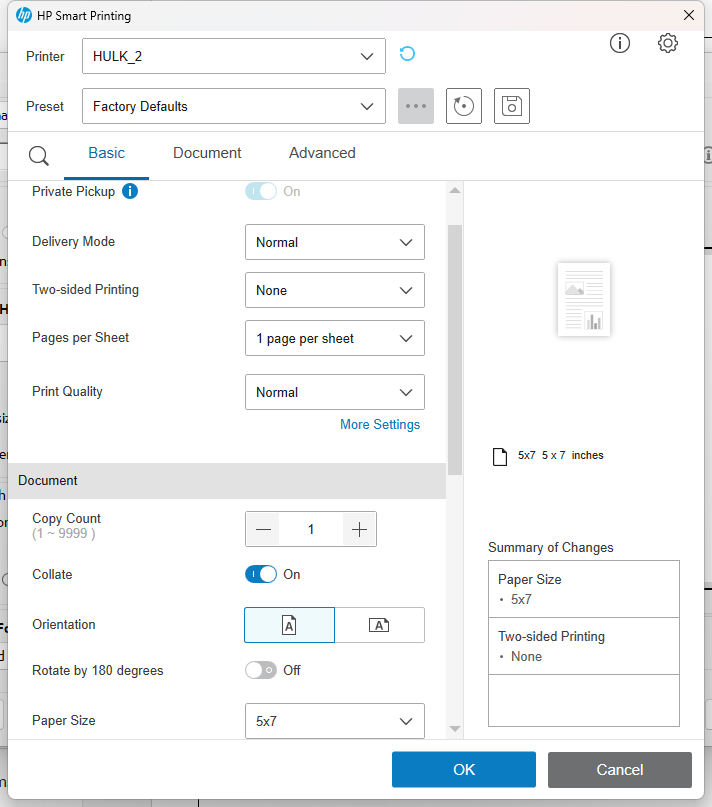 HP Smart Printing
Printer
HULK_2
Preset
Factory Defaults
Basic
Document
Advanced
Private Pickup
On
Delivery Mode
Normal
Two-sided Printing
None
Pages per Sheet
1 page per sheet
Print Quality
Normal
More Settings
Document
Copy Count
(1 ~ 9999 )
1
Collate
On
Orientation
A
A
Rotate by 180 degrees
Off
Paper Size
5x7
5x7 5 x 7 inches
Summary of Changes
Paper Size
• 5x7
Two-sided Printing
• None
OK
Cancel